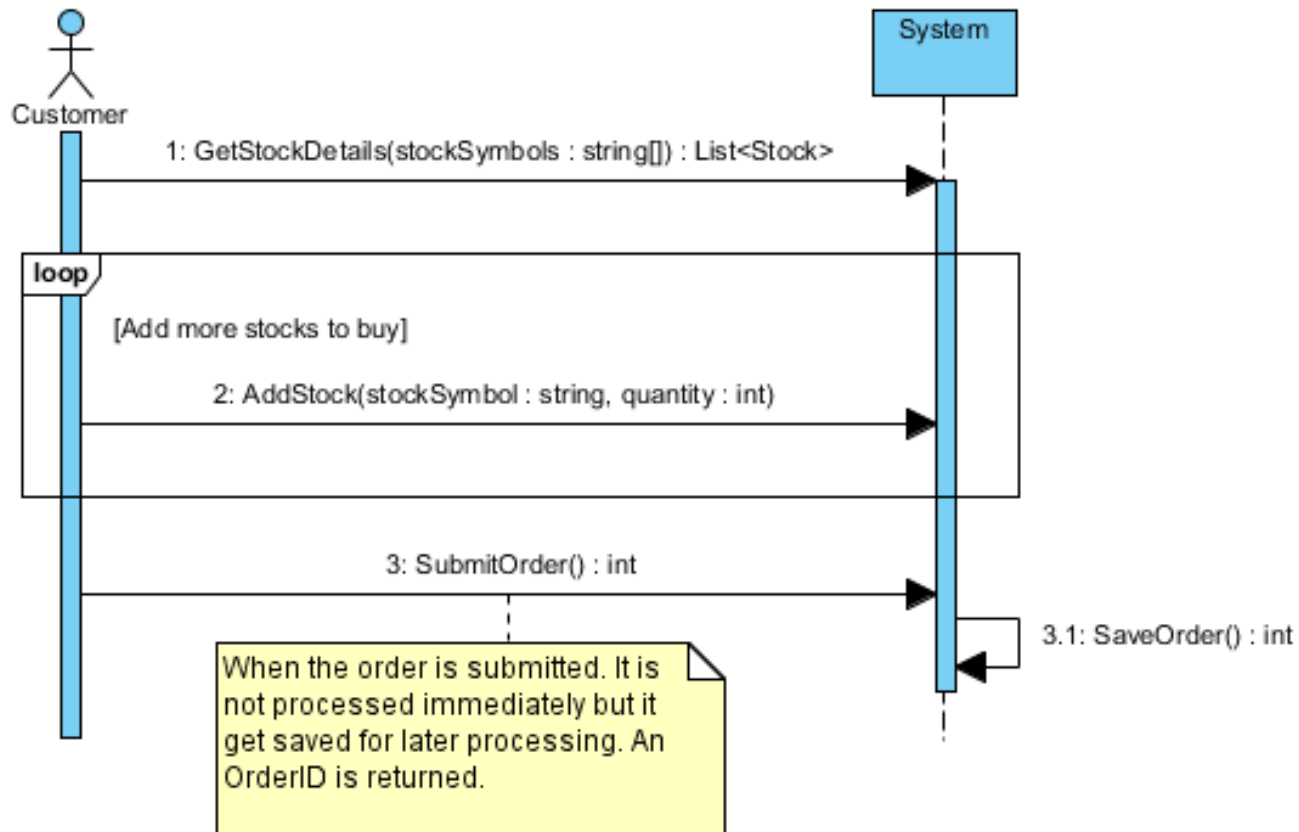 System
Customer
1: GetStockDetails(stockSymbols : string[]) : List<Stock>
loop
[Add more stocks to buy]
2: AddStock(stockSymbol : string, quantity : int)
3: SubmitOrder() : int
3.1: SaveOrder() : int
When the order is submitted. It is
not processed immediately but it
get saved for later processing. An
OrderID is returned.